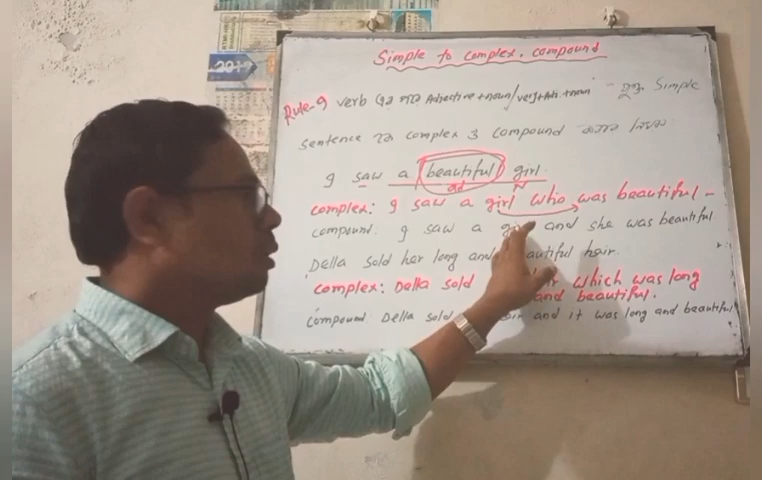 2017
Simple to complex, compound
Rule-9 verb এর পরে Adjective + noun/verb + Adj. + noun - যুক্ত Simple
sentence কে complex ও compound করার নিয়ম
I saw a beautiful girl.
complex: I saw a girl who was beautiful -
compound: I saw a and she was beautiful
Della sold her long and hair.
complex: Della sold which was long
and beautiful.
compound Della sold and it was long and beautiful